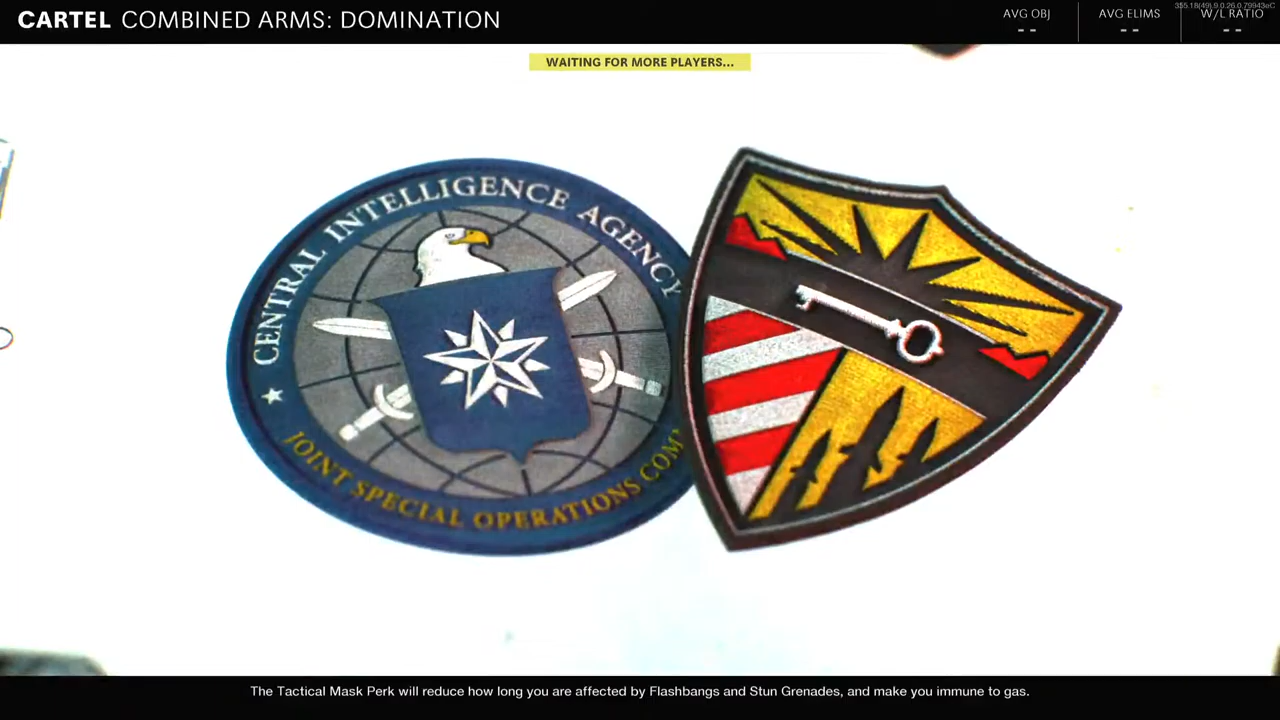 CARTEL COMBINED ARMS: DOMINATION
AVG OBJ
--
AVG ELIMS
--
W/L RATIO
--
WAITING FOR MORE PLAYERS...
CENTRAL INTELLIGENCE AGENCY
JOINT SPECIAL OPERATIONS COM
The Tactical Mask Perk will reduce how long you are affected by Flashbangs and Stun Grenades, and make you immune to gas.